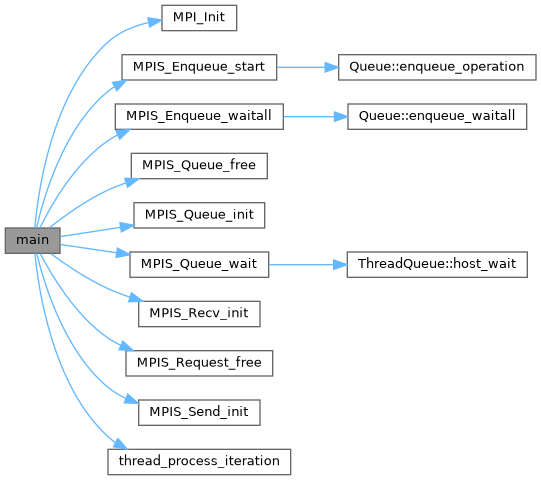 MPI_Init
MPIS_Enqueue_start
Queue::enqueue_operation
MPIS_Enqueue_waitall
Queue::enqueue_waitall
MPIS_Queue_free
MPIS_Queue_init
main
MPIS_Queue_wait
ThreadQueue::host_wait
MPIS_Recv_init
MPIS_Request_free
MPIS_Send_init
thread_process_iteration